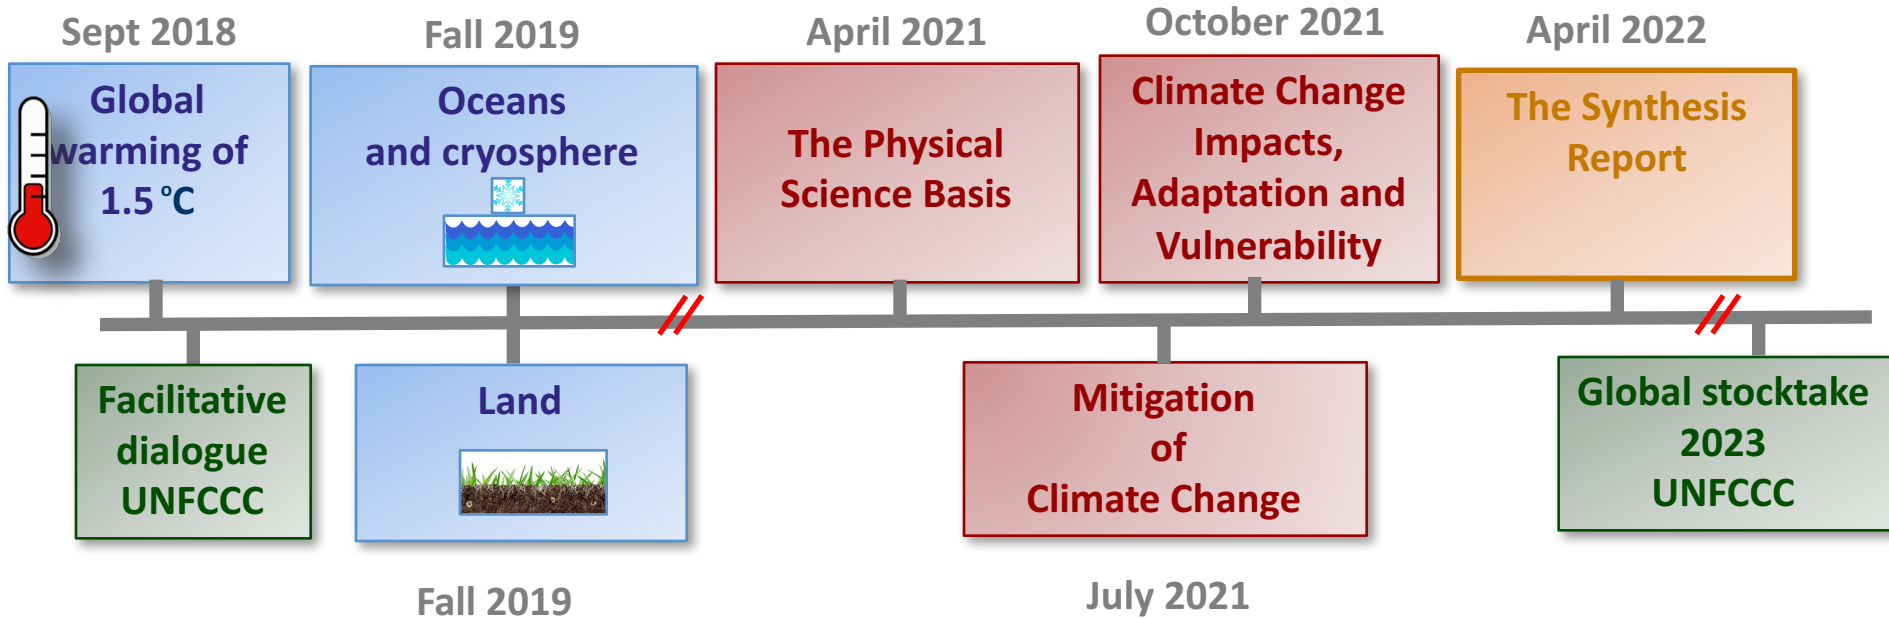 Sept 2018
Global
warming of
1.5 °C
Fall 2019
Oceans
and cryosphere
April 2021
The Physical
Science Basis
October 2021
Climate Change
Impacts,
Adaptation and
Vulnerability
April 2022
The Synthesis
Report
Facilitative
dialogue
UNFCCC
Land
Fall 2019
Mitigation
of
Climate Change
July 2021
Global stocktake
2023
UNFCCC